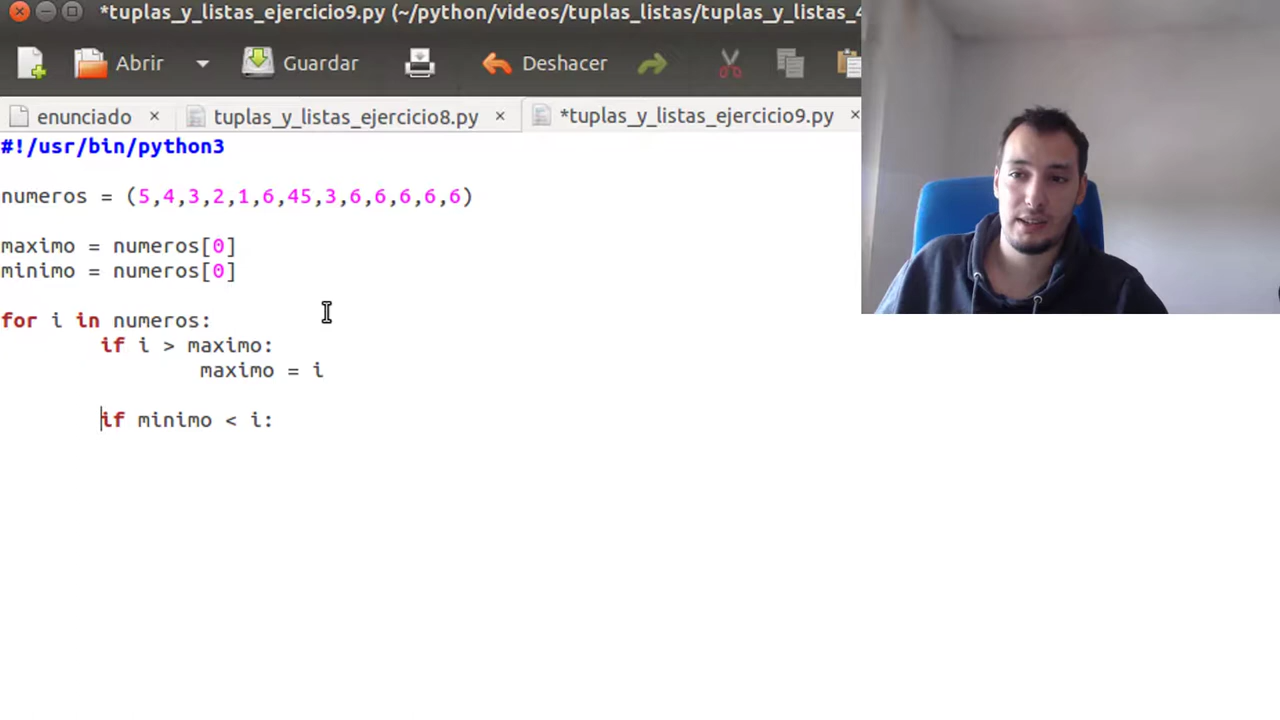 *tuplas_y_listas_ejercicio9.py (~/python/videos/tuplas_listas/tuplas_y_listas_4
Abrir Guardar Deshacer
enunciado × tuplas_y_listas_ejercicio8.py × *tuplas_y_listas_ejercicio9.py ×
#!/usr/bin/python3
numeros = (5,4,3,2,1,6,45,3,6,6,6,6,6)
maximo = numeros[0]
minimo = numeros[0]
for i in numeros:
if i > maximo:
maximo = i
if minimo < i: